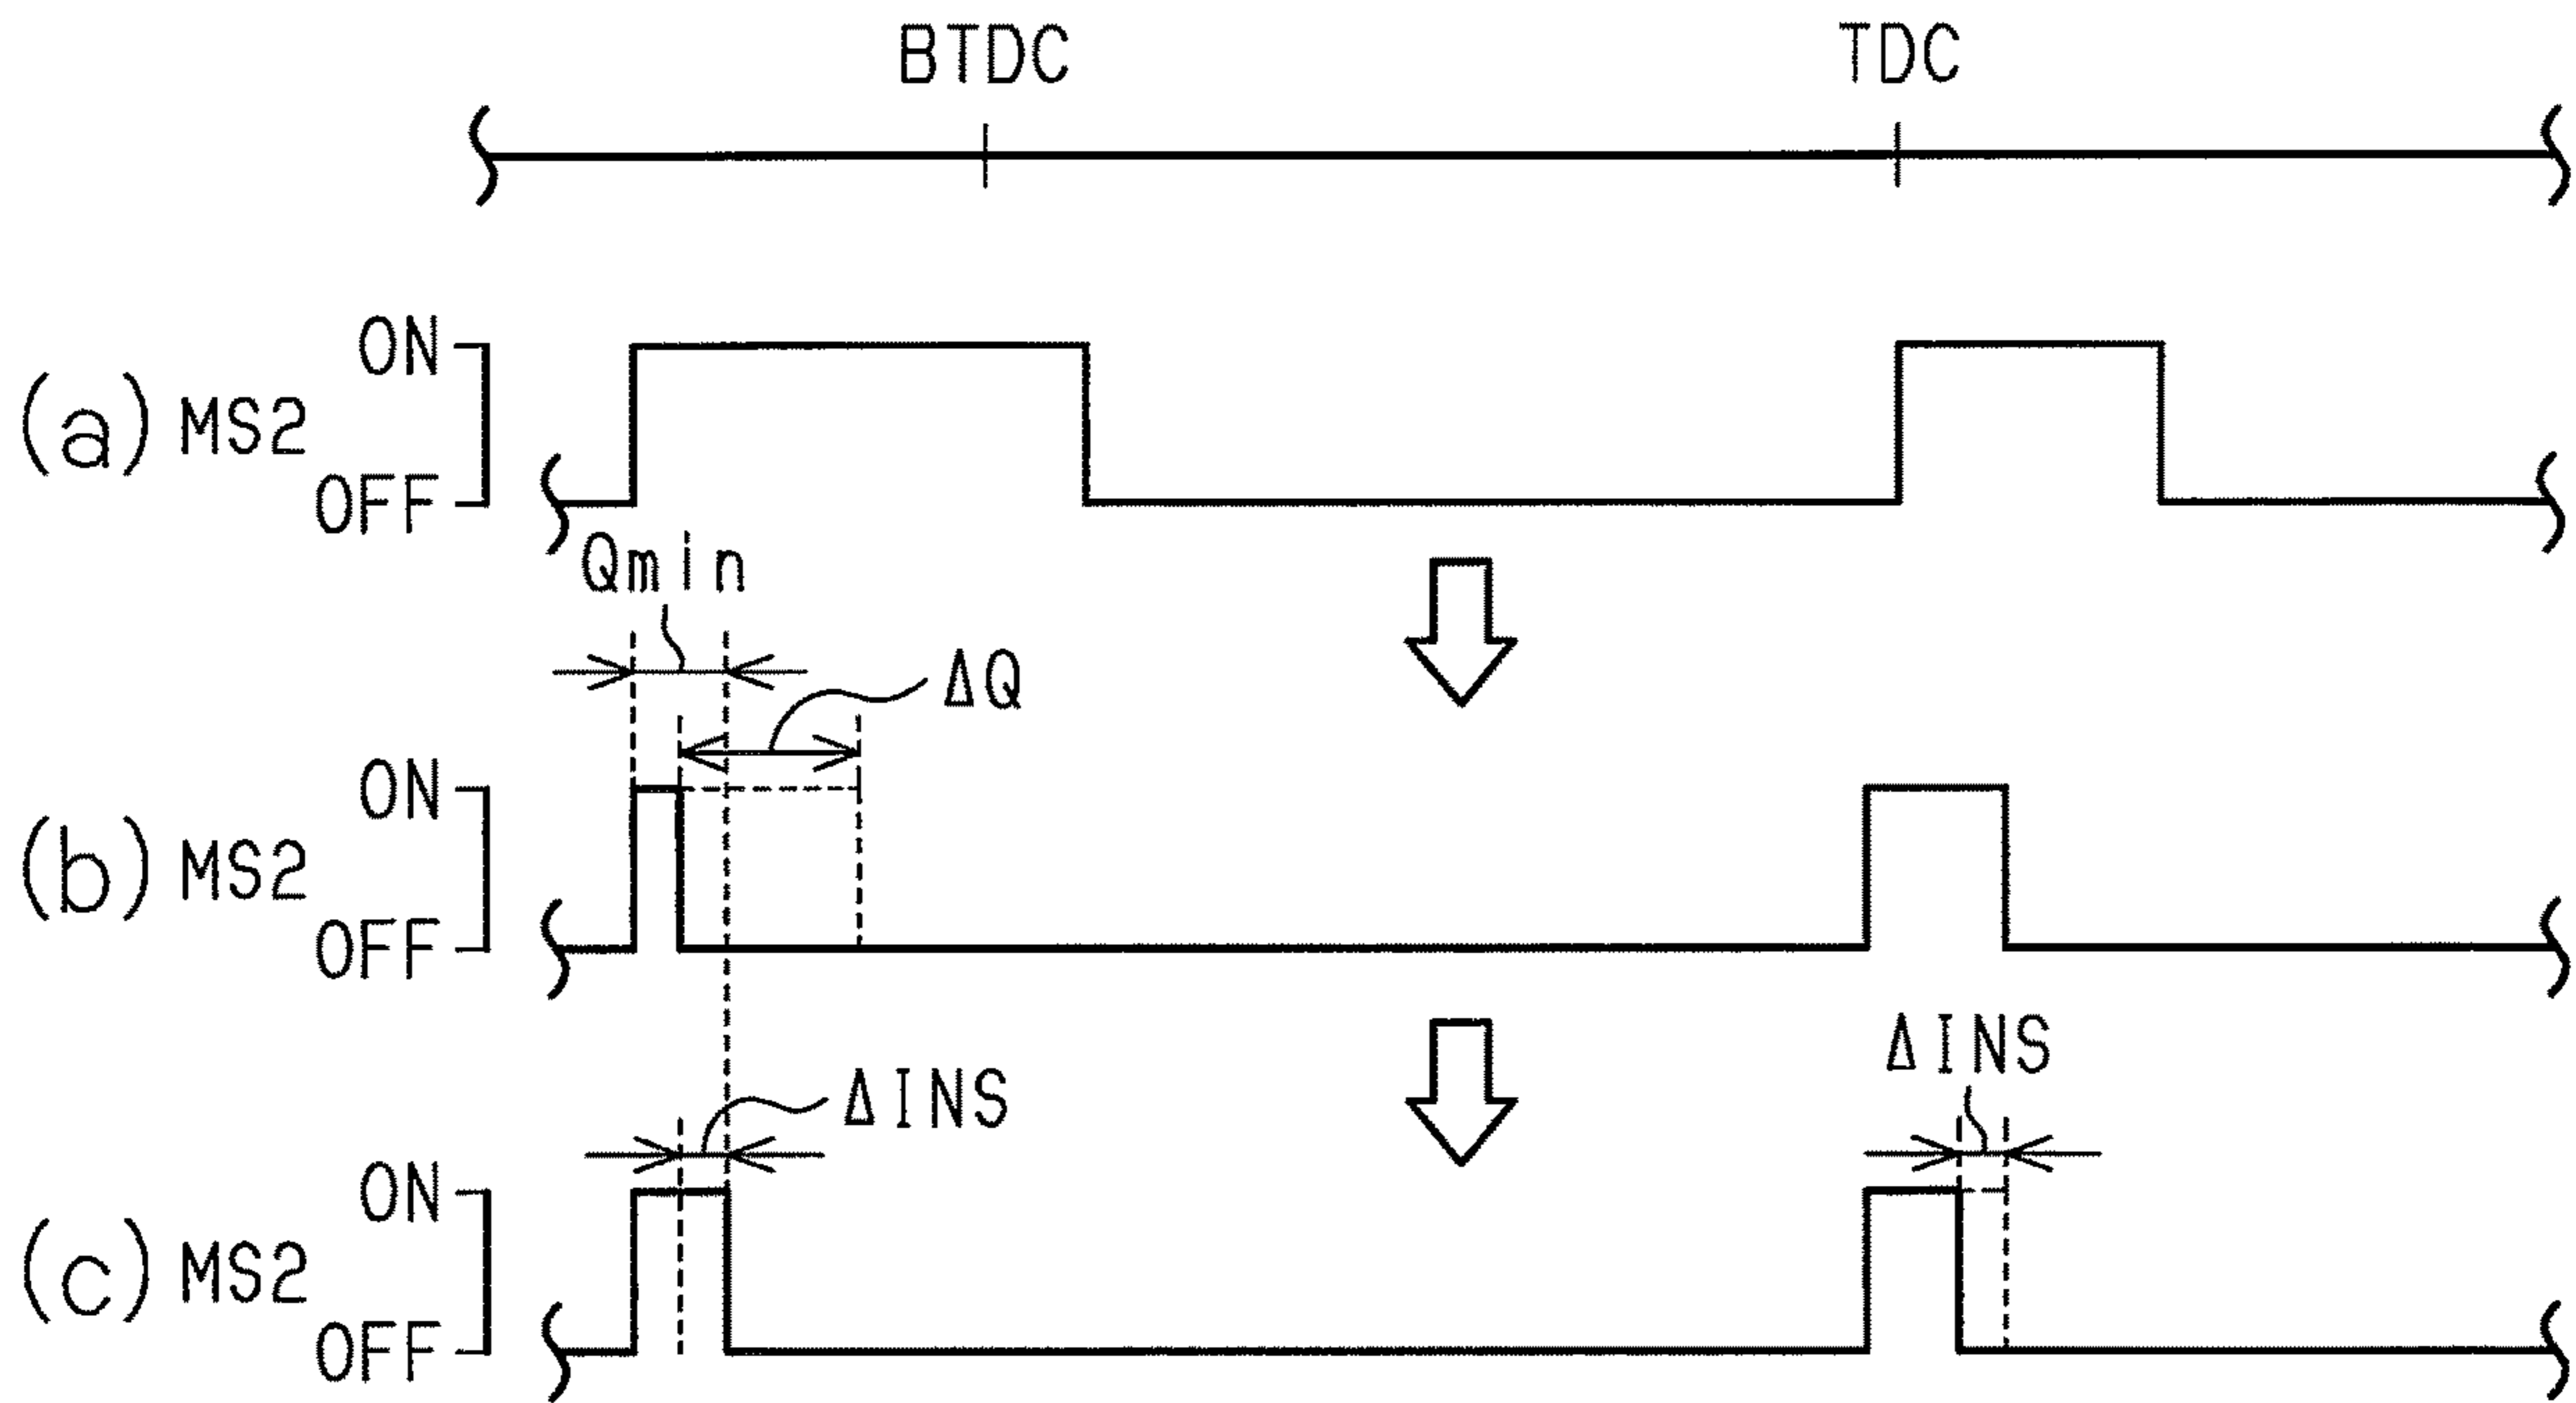 BTDC TDC
ON
(a) MS2
OFF
Qmin
ΔQ
ON
(b) MS2
OFF
ΔINS
ΔINS
ON
(c) MS2
OFF